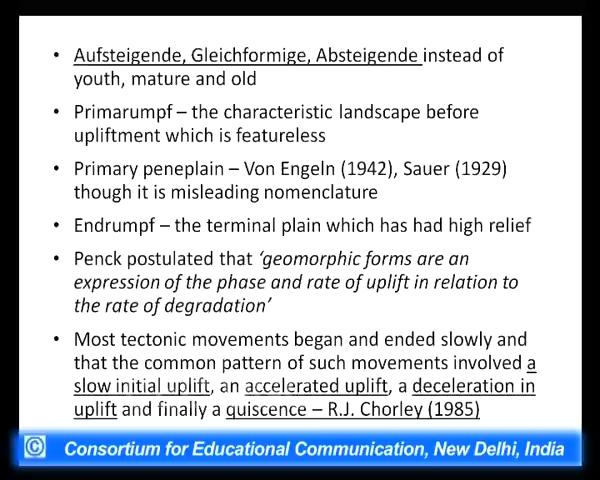 • Aufsteigende, Gleichformige, Absteigende instead of
youth, mature and old
• Primarumpf – the characteristic landscape before
upliftment which is featureless
• Primary peneplain – Von Engeln (1942), Sauer (1929)
though it is misleading nomenclature
• Endrumpf – the terminal plain which has had high relief
• Penck postulated that ‘geomorphic forms are an
expression of the phase and rate of uplift in relation to
the rate of degradation’
• Most tectonic movements began and ended slowly and
that the common pattern of such movements involved a
slow initial uplift, an accelerated uplift, a deceleration in
uplift and finally a quiscence – R.J. Chorley (1985)
© Consortium for Educational Communication, New Delhi, India